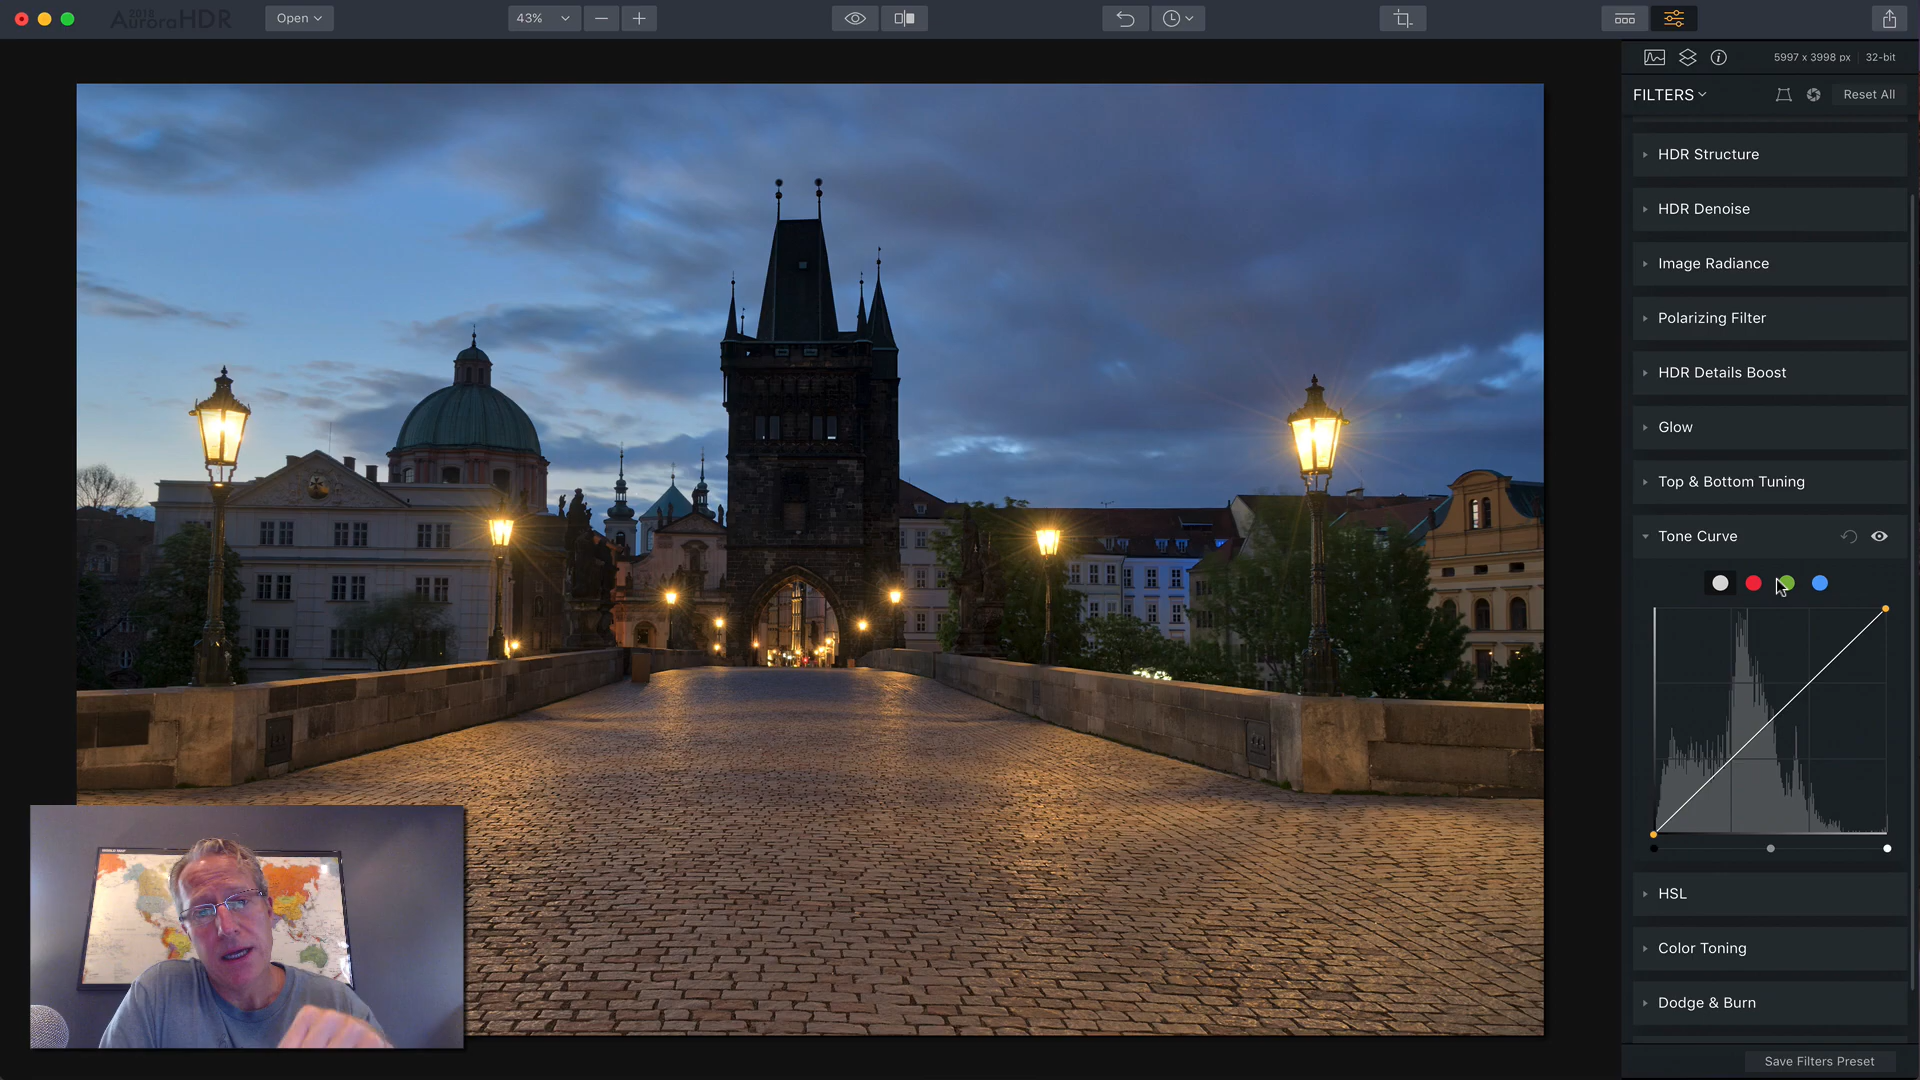 2018
AuroraHDR
Open
43%
5997 x 3998 px
32-bit
FILTERS
Reset All
HDR Structure
HDR Denoise
Image Radiance
Polarizing Filter
HDR Details Boost
Glow
Top & Bottom Tuning
Tone Curve
HSL
Color Toning
Dodge & Burn
Save Filters Preset